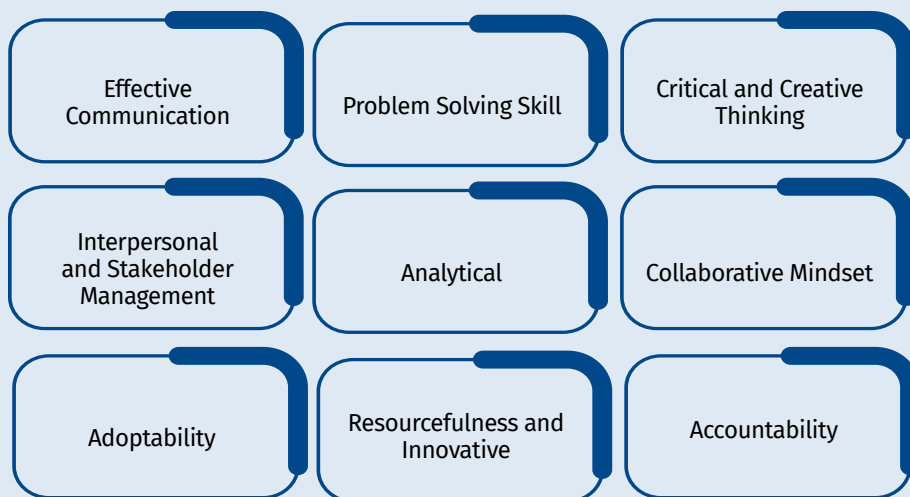 Effective
Communication
Problem Solving Skill
Critical and Creative
Thinking
Interpersonal
and Stakeholder
Management
Analytical
Collaborative Mindset
Adoptability
Resourcefulness and
Innovative
Accountability